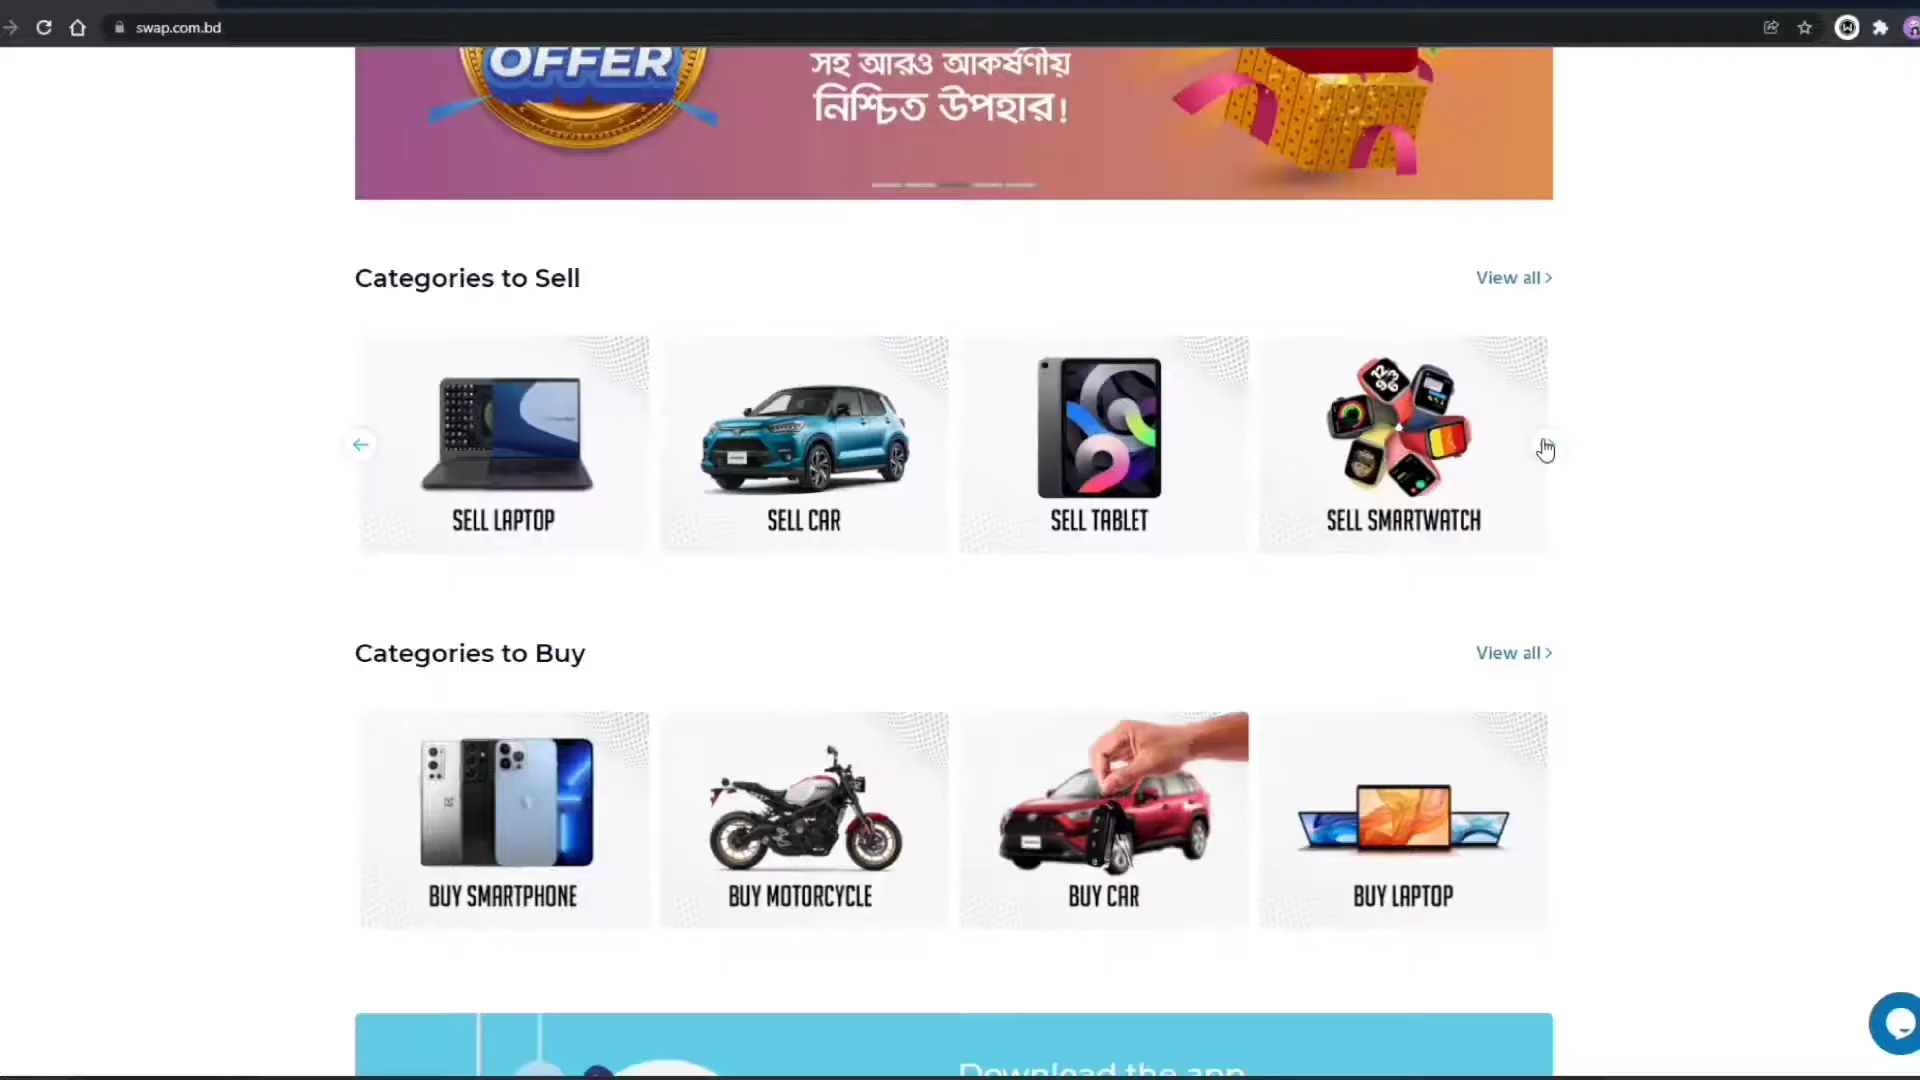 swap.com.bd
OFFER
সহ আরও আকর্ষণীয়
নিশ্চিত উপহার!
Categories to Sell
View all
SELL LAPTOP
SELL CAR
SELL TABLET
SELL SMARTWATCH
Categories to Buy
View all
BUY SMARTPHONE
BUY MOTORCYCLE
BUY CAR
BUY LAPTOP
Download the app